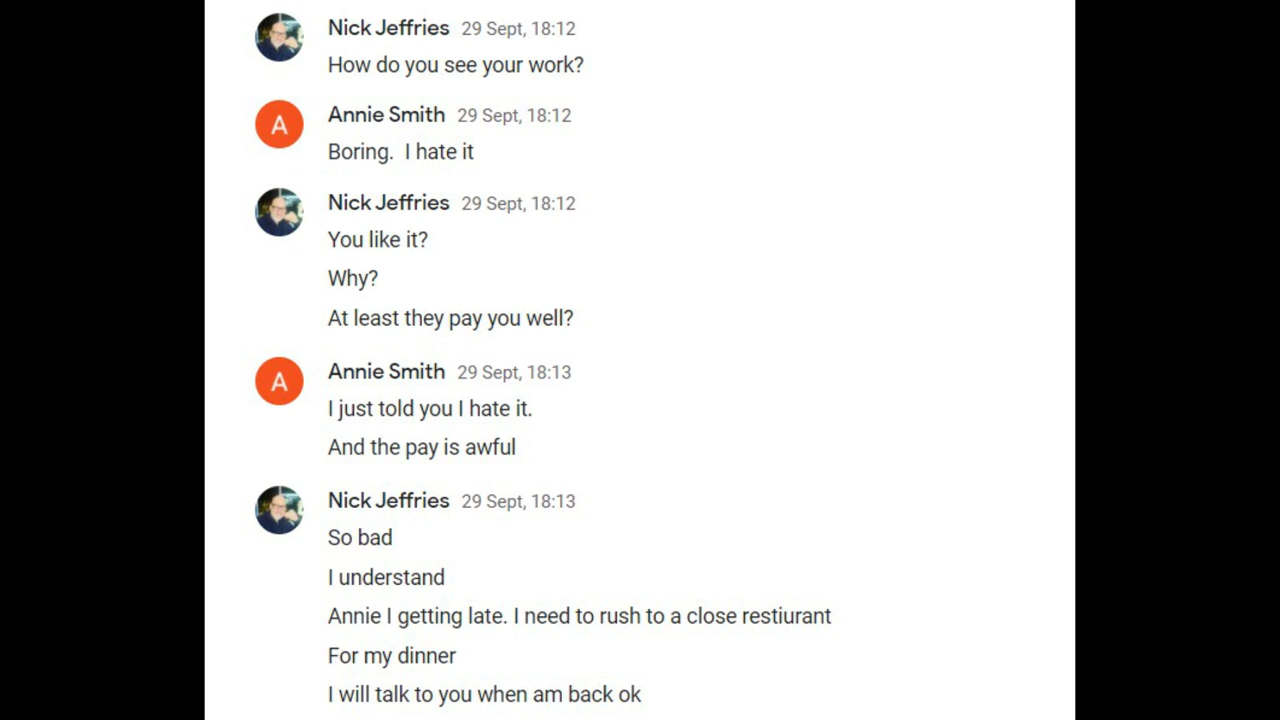 Nick Jeffries 29 Sept, 18:12
How do you see your work?
A
Annie Smith 29 Sept, 18:12
Boring.  I hate it
Nick Jeffries 29 Sept, 18:12
You like it?
Why?
At least they pay you well?
A
Annie Smith 29 Sept, 18:13
I just told you I hate it.
And the pay is awful
Nick Jeffries 29 Sept, 18:13
So bad
I understand
Annie I getting late. I need to rush to a close restiurant
For my dinner
I will talk to you when am back ok